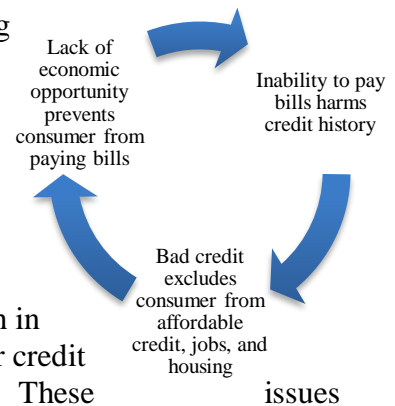 g
Lack of
economic
opportunity
prevents
consumer from
paying bills
Inability to pay
bills harms
credit history
Bad credit
excludes
consumer from
affordable
credit, jobs, and
housing
n in
r credit
These issues